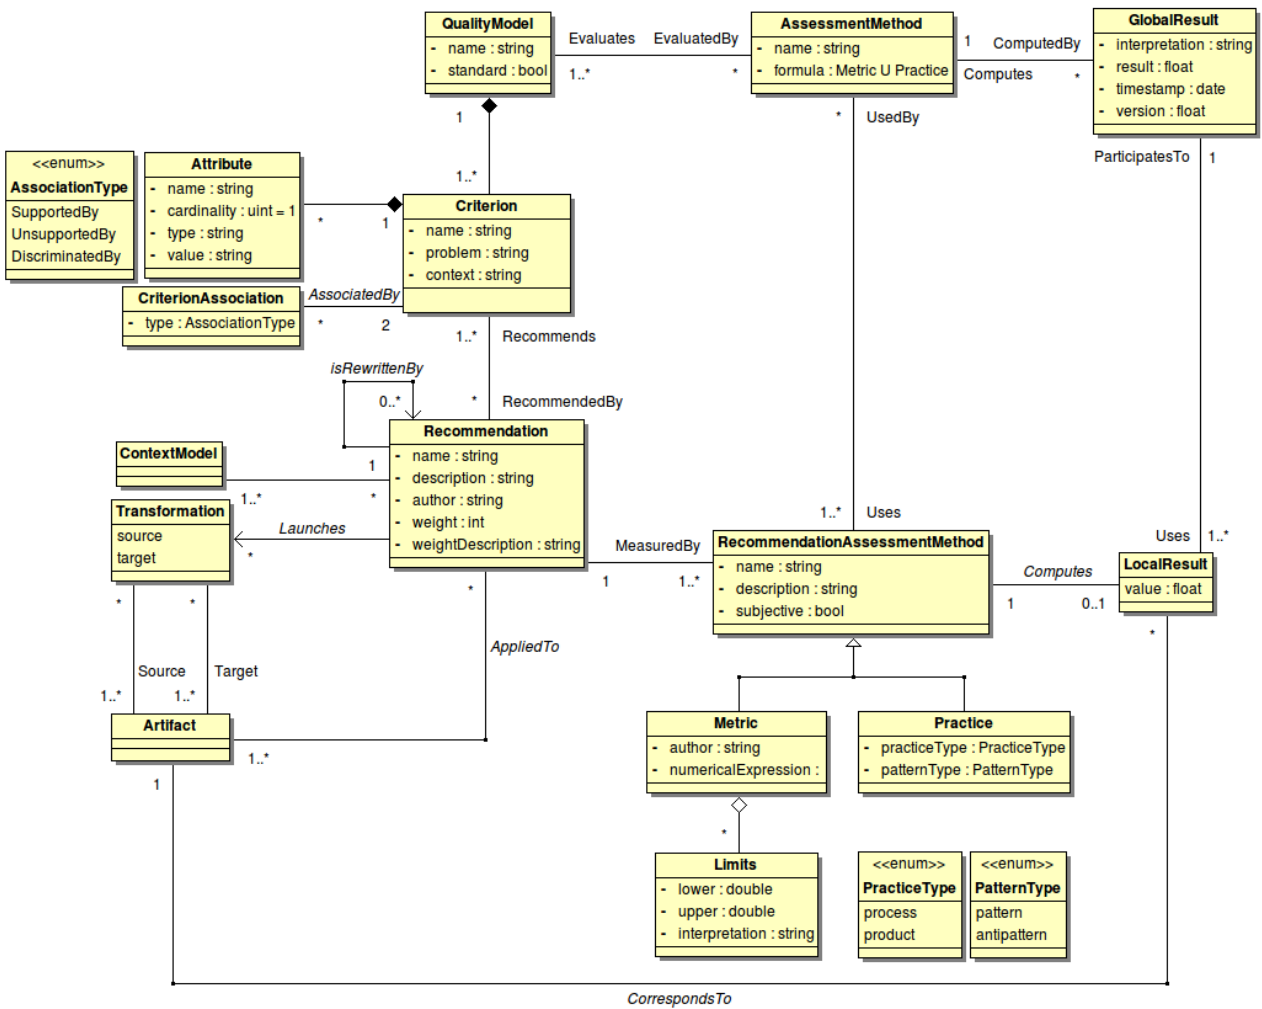 QualityModel
- name : string
- standard : bool
Evaluates EvaluatedBy
1..* *
AssessmentMethod
- name : string
- formula : Metric U Practice
1 ComputedBy
Computes *
GlobalResult
- interpretation : string
- result : float
- timestamp : date
- version : float
1
1..*
* UsedBy
ParticipatesTo 1
<<enum>>
AssociationType
SupportedBy
UnsupportedBy
DiscriminatedBy
Attribute
- name : string
- cardinality : uint = 1
- type : string
- value : string
* 1
Criterion
- name : string
- problem : string
- context : string
CriterionAssociation
- type : AssociationType
AssociatedBy
* 2
1..* Recommends
isRewrittenBy
0..*
* RecommendedBy
Recommendation
- name : string
- description : string
- author : string
- weight : int
- weightDescription : string
1
ContextModel
1..* *
Transformation
source
target
Launches
*
MeasuredBy
1 1..*
1..* Uses
RecommendationAssessmentMethod
- name : string
- description : string
- subjective : bool
Computes
1 0..1
Uses 1..*
LocalResult
value : float
*
* *
Source Target
1..* 1..*
*
AppliedTo
Artifact
1..*
1
Metric
- author : string
- numericalExpression :
Practice
- practiceType : PracticeType
- patternType : PatternType
*
Limits
- lower : double
- upper : double
- interpretation : string
<<enum>>
PracticeType
process
product
<<enum>>
PatternType
pattern
antipattern
CorrespondsTo